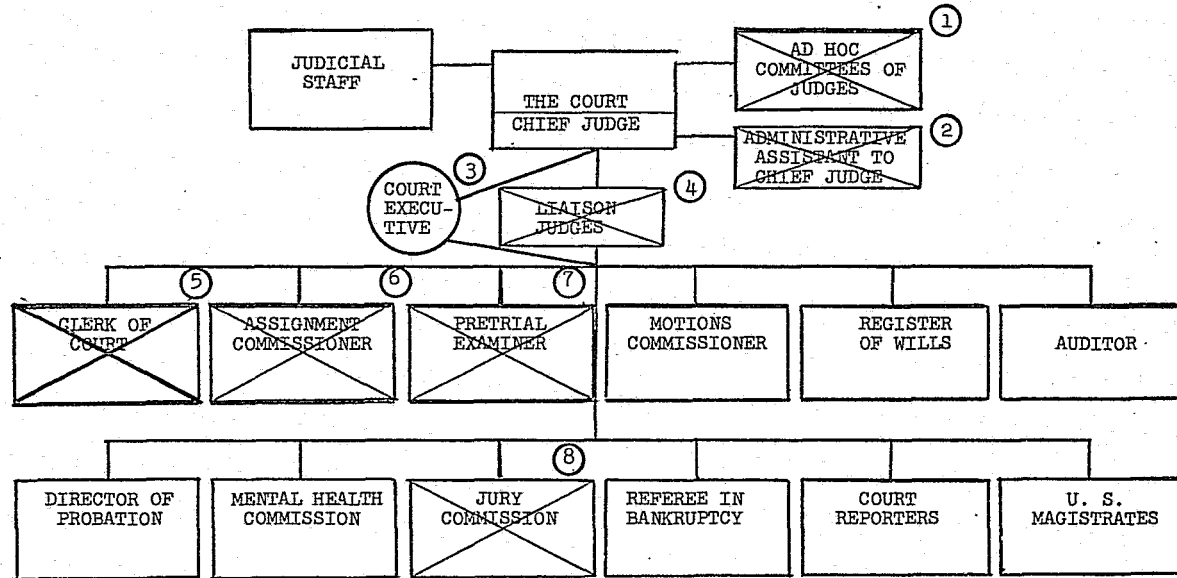 1
JUDICIAL
STAFF
THE COURT
CHIEF JUDGE
AD HOC
COMMITTEES OF
JUDGES
2
ADMINISTRATIVE
ASSISTANT TO
CHIEF JUDGE
3
COURT
EXECU-
TIVE
4
LIAISON
JUDGES
5
CLERK OF
COURT
6
ASSIGNMENT
COMMISSIONER
7
PRETRIAL
EXAMINER
MOTIONS
COMMISSIONER
REGISTER
OF WILLS
AUDITOR
DIRECTOR OF
PROBATION
MENTAL HEALTH
COMMISSION
8
JURY
COMMISSION
REFEREE IN
BANKRUPTCY
COURT
REPORTERS
U. S.
MAGISTRATES